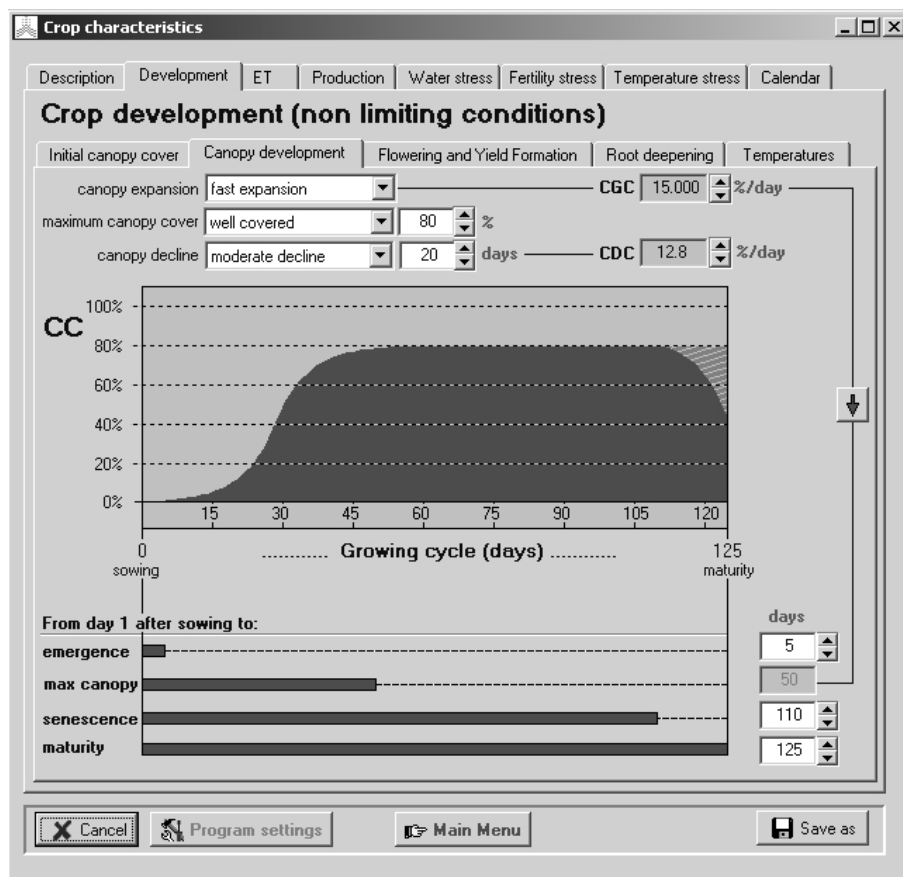 Crop characteristics
Description Development ET Production Water stress Fertility stress Temperature stress Calendar
Crop development (non limiting conditions)
Initial canopy cover Canopy development Flowering and Yield Formation Root deepening Temperatures
canopy expansion fast expansion CGC 15.000 %/day
maximum canopy cover well covered 80 %
canopy decline moderate decline 20 days CDC 12.8 %/day
100%
CC
80%
60%
40%
20%
0%
15 30 45 60 75 90 105 120
0 .......... Growing cycle (days) .......... 125
sowing maturity
From day 1 after sowing to: days
emergence 5
max canopy 50
senescence 110
maturity 125
Cancel Program settings Main Menu Save as